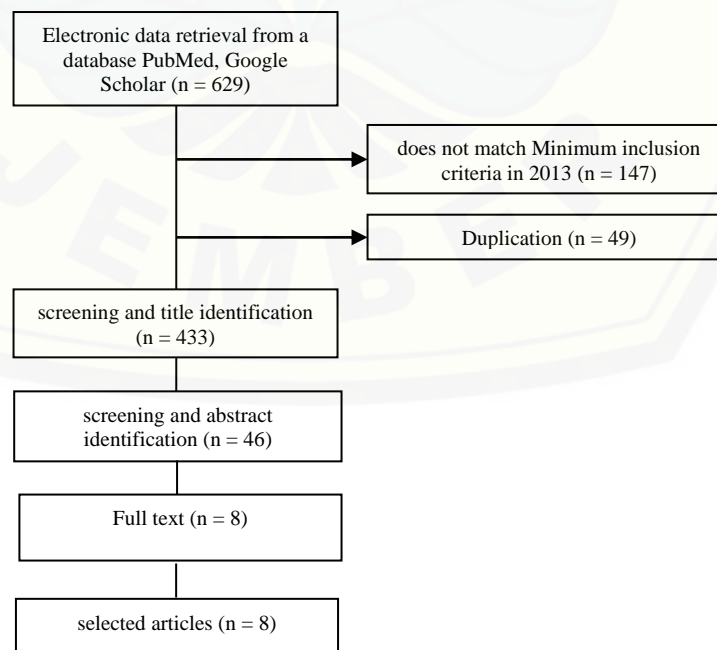 Electronic data retrieval from a
database PubMed, Google
Scholar (n = 629)
does not match Minimum inclusion
criteria in 2013 (n = 147)
Duplication (n = 49)
screening and title identification
(n = 433)
screening and abstract
identification (n = 46)
Full text (n = 8)
selected articles (n = 8)
JEMBER